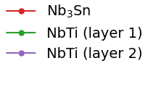 Nb₃Sn
NbTi (layer 1)
NbTi (layer 2)